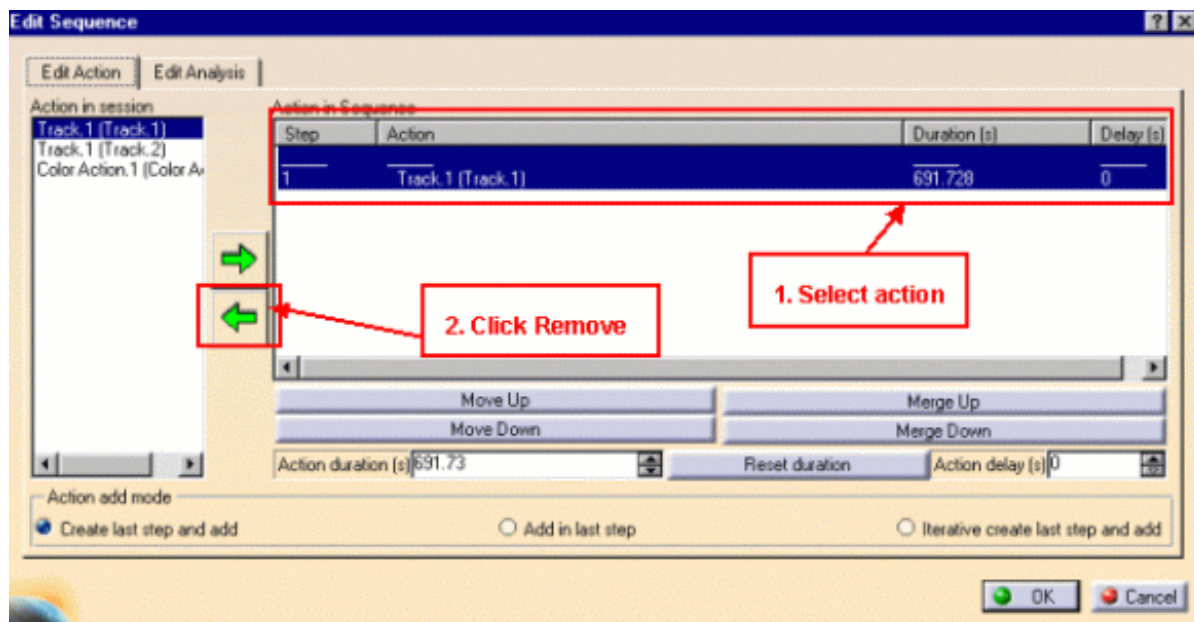 Edit Sequence
Edit Action Edit Analysis
Action in session
Action in Sequence
Track.1 (Track.1)
Track.1 (Track.2)
Color Action.1 (Color A
Step Action Duration (s) Delay (s)
1 Track.1 (Track.1) 691.728 0
1. Select action
2. Click Remove
Move Up Merge Up
Move Down Merge Down
Action duration (s) 691.73 Reset duration Action delay (s) 0
Action add mode
Create last step and add Add in last step Iterative create last step and add
OK Cancel